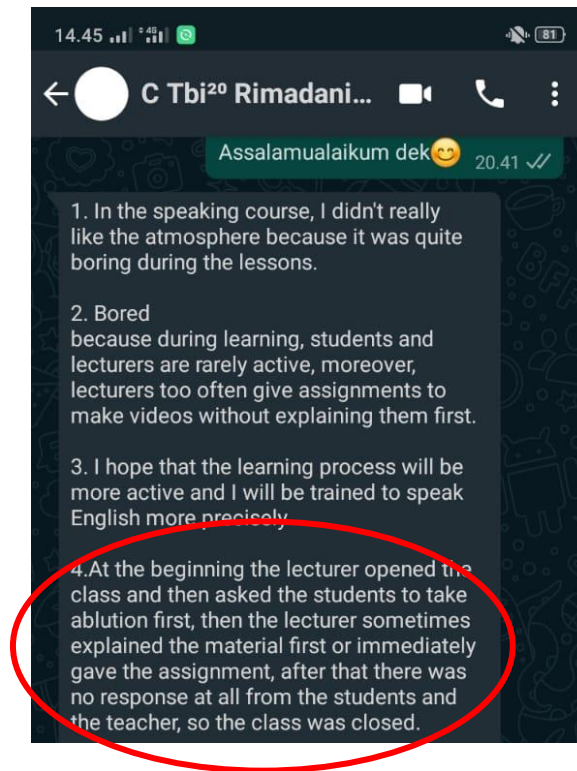 14.45
81
C Tbi²⁰ Rimadani...
Assalamualaikum dek😊 20.41
1. In the speaking course, I didn't really
like the atmosphere because it was quite
boring during the lessons.
2. Bored
because during learning, students and
lecturers are rarely active, moreover,
lecturers too often give assignments to
make videos without explaining them first.
3. I hope that the learning process will be
more active and I will be trained to speak
English more precisely
4.At the beginning the lecturer opened the
class and then asked the students to take
ablution first, then the lecturer sometimes
explained the material first or immediately
gave the assignment, after that there was
no response at all from the students and
the teacher, so the class was closed.